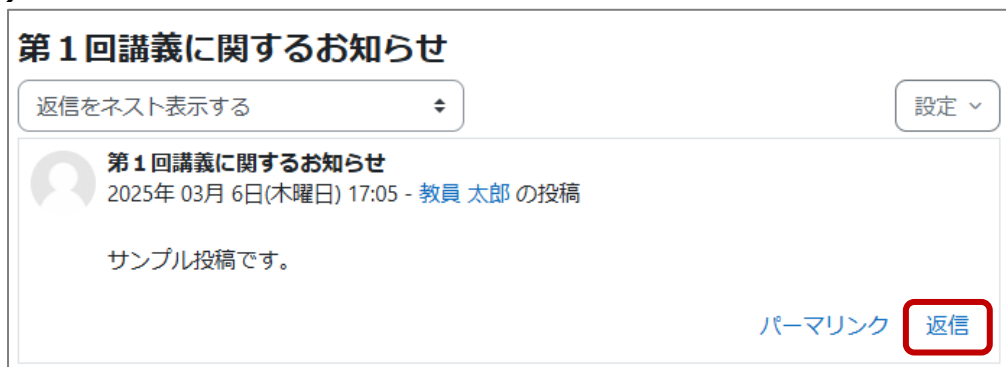 第１回講義に関するお知らせ
返信をネスト表示する
設定
第１回講義に関するお知らせ
2025年 03月 6日(木曜日) 17:05 - 教員 太郎 の投稿
サンプル投稿です。
パーマリンク 返信